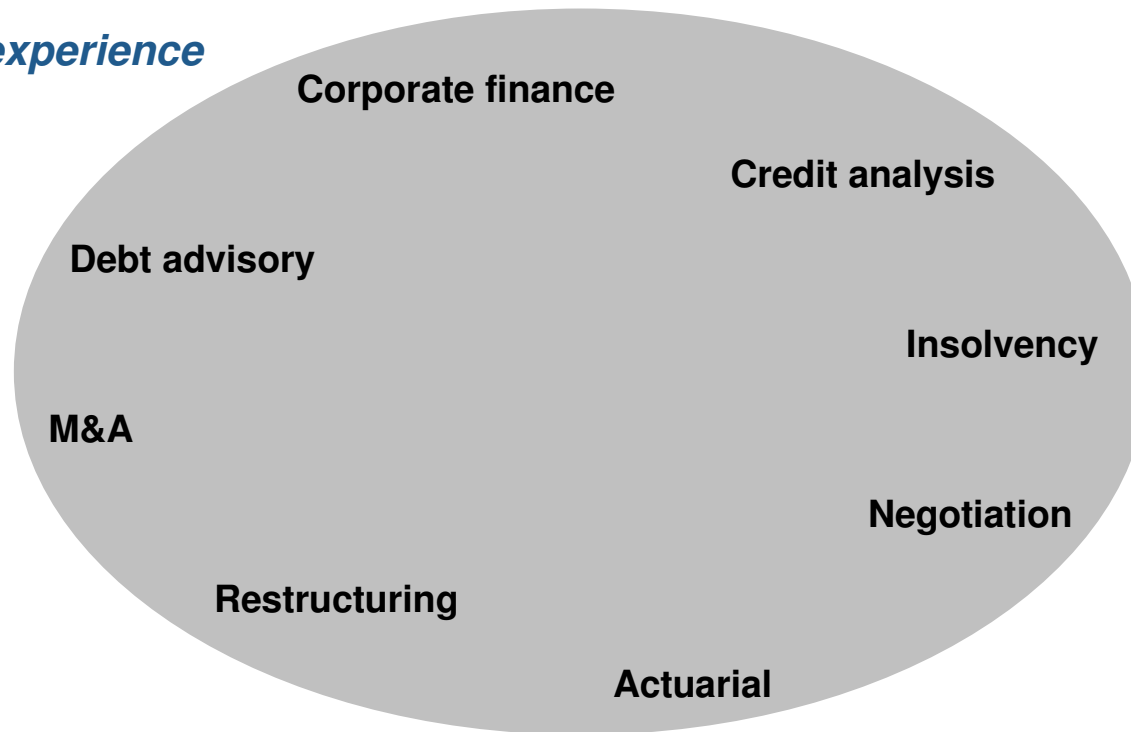 experience
Corporate finance
Credit analysis
Debt advisory
Insolvency
M&A
Negotiation
Restructuring
Actuarial